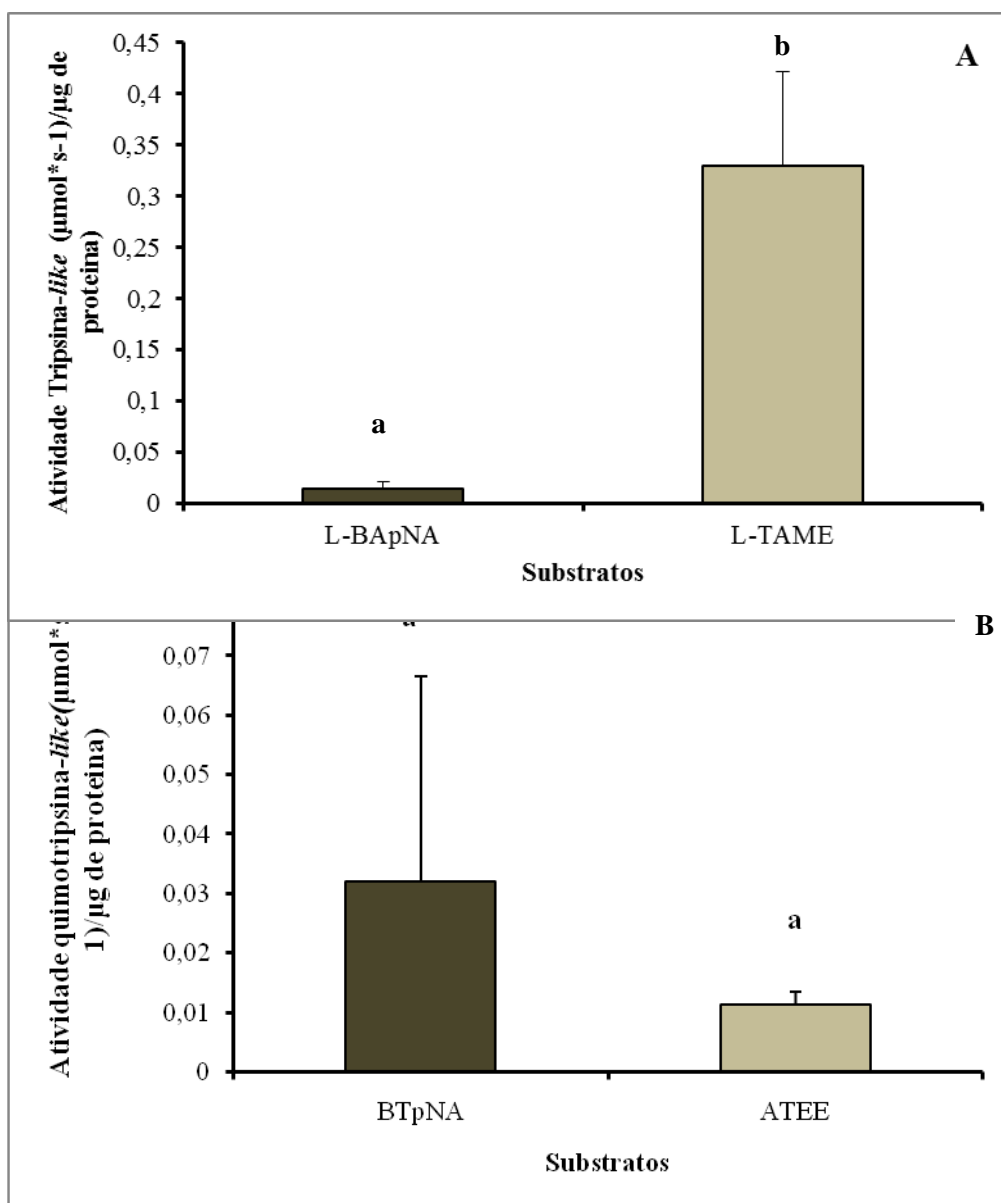 A
b
a
Atividade Tripsina-like (µmol*s-1)/µg de
proteina)
0,45
0,4
0,35
0,3
0,25
0,2
0,15
0,1
0,05
0
L-BApNA L-TAME
Substratos
B
a
Atividade quimotripsina-like(µmol*
1)/µg de proteina)
0,07
0,06
0,05
0,04
0,03
0,02
0,01
0
BTpNA ATEE
Substratos